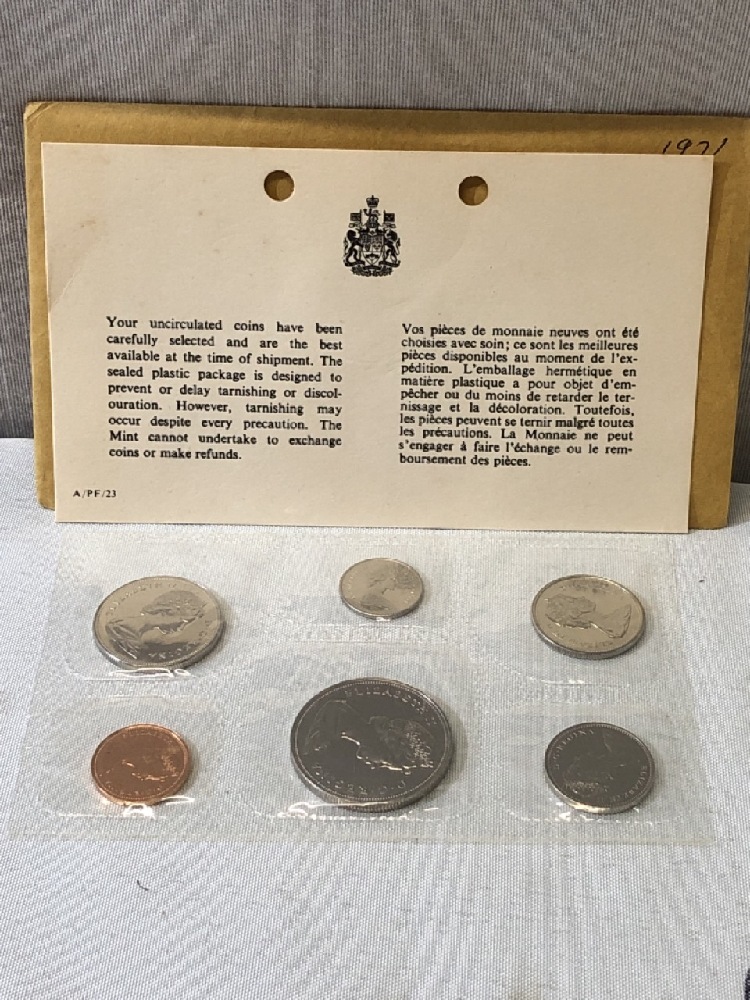 1971
Your uncirculated coins have been
carefully selected and are the best
available at the time of shipment. The
sealed plastic package is designed to
prevent or delay tarnishing or discol-
ouration. However, tarnishing may
occur despite every precaution. The
Mint cannot undertake to exchange
coins or make refunds.
Vos pièces de monnaie neuves ont été
choisies avec soin; ce sont les meilleures
pièces disponibles au moment de l'ex-
pédition. L'emballage hermétique en
matière plastique a pour objet d'em-
pêcher ou du moins de retarder le ter-
nissage et la décoloration. Toutefois,
les pièces peuvent se ternir malgré toutes
les précautions. La Monnaie ne peut
s'engager à faire l'échange ou le rem-
boursement des pièces.
A/PF/23
ELIZABETH II D·G·REGINA